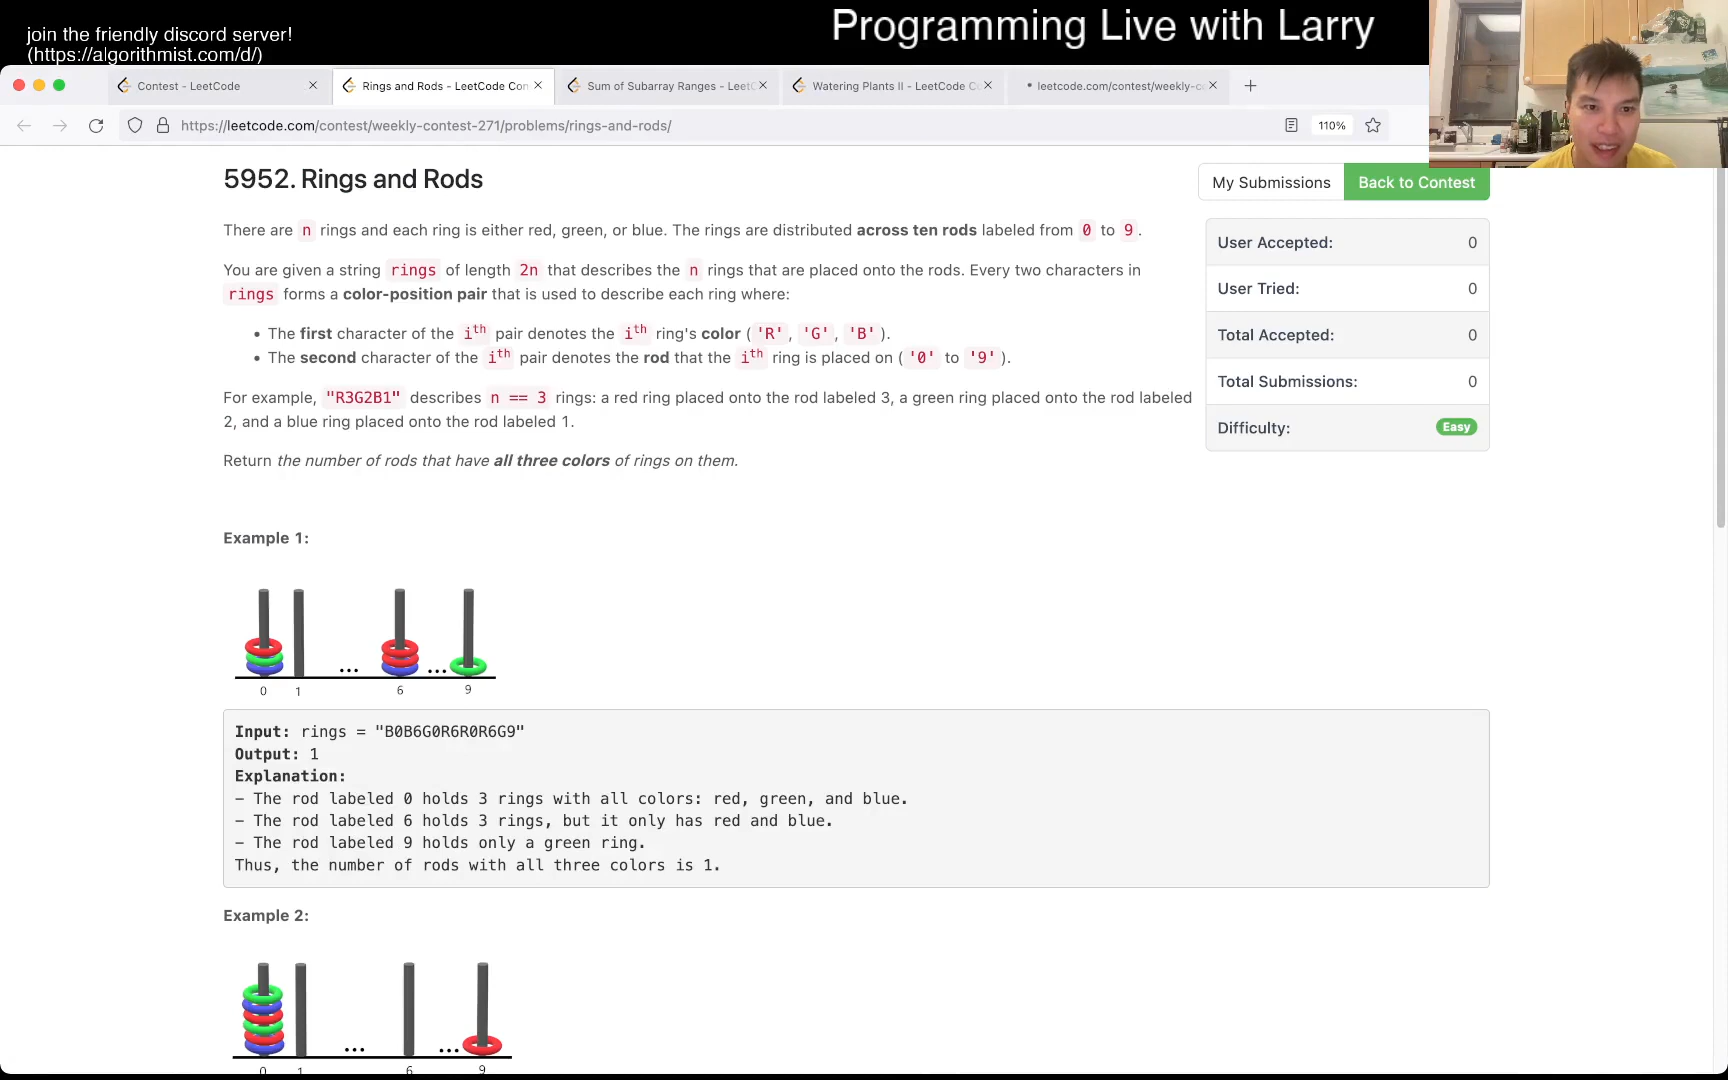 join the friendly discord server!
(https://algorithmist.com/d/)
Programming Live with Larry
Contest - LeetCode
Rings and Rods - LeetCode Con
Sum of Subarray Ranges - LeetC
Watering Plants II - LeetCode C
leetcode.com/contest/weekly-c
https://leetcode.com/contest/weekly-contest-271/problems/rings-and-rods/
110%
5952. Rings and Rods
My Submissions
Back to Contest
There are n rings and each ring is either red, green, or blue. The rings are distributed across ten rods labeled from 0 to 9.
You are given a string rings of length 2n that describes the n rings that are placed onto the rods. Every two characters in
rings forms a color-position pair that is used to describe each ring where:
• The first character of the ith pair denotes the ith ring's color ('R', 'G', 'B').
• The second character of the ith pair denotes the rod that the ith ring is placed on ('0' to '9').
For example, "R3G2B1" describes n == 3 rings: a red ring placed onto the rod labeled 3, a green ring placed onto the rod labeled
2, and a blue ring placed onto the rod labeled 1.
Return the number of rods that have all three colors of rings on them.
User Accepted: 0
User Tried: 0
Total Accepted: 0
Total Submissions: 0
Difficulty: Easy
Example 1:
... ...
0 1 6 9
Input: rings = "B0B6G0R6R0R6G9"
Output: 1
Explanation:
- The rod labeled 0 holds 3 rings with all colors: red, green, and blue.
- The rod labeled 6 holds 3 rings, but it only has red and blue.
- The rod labeled 9 holds only a green ring.
Thus, the number of rods with all three colors is 1.
Example 2:
... ...
0 1 6 9